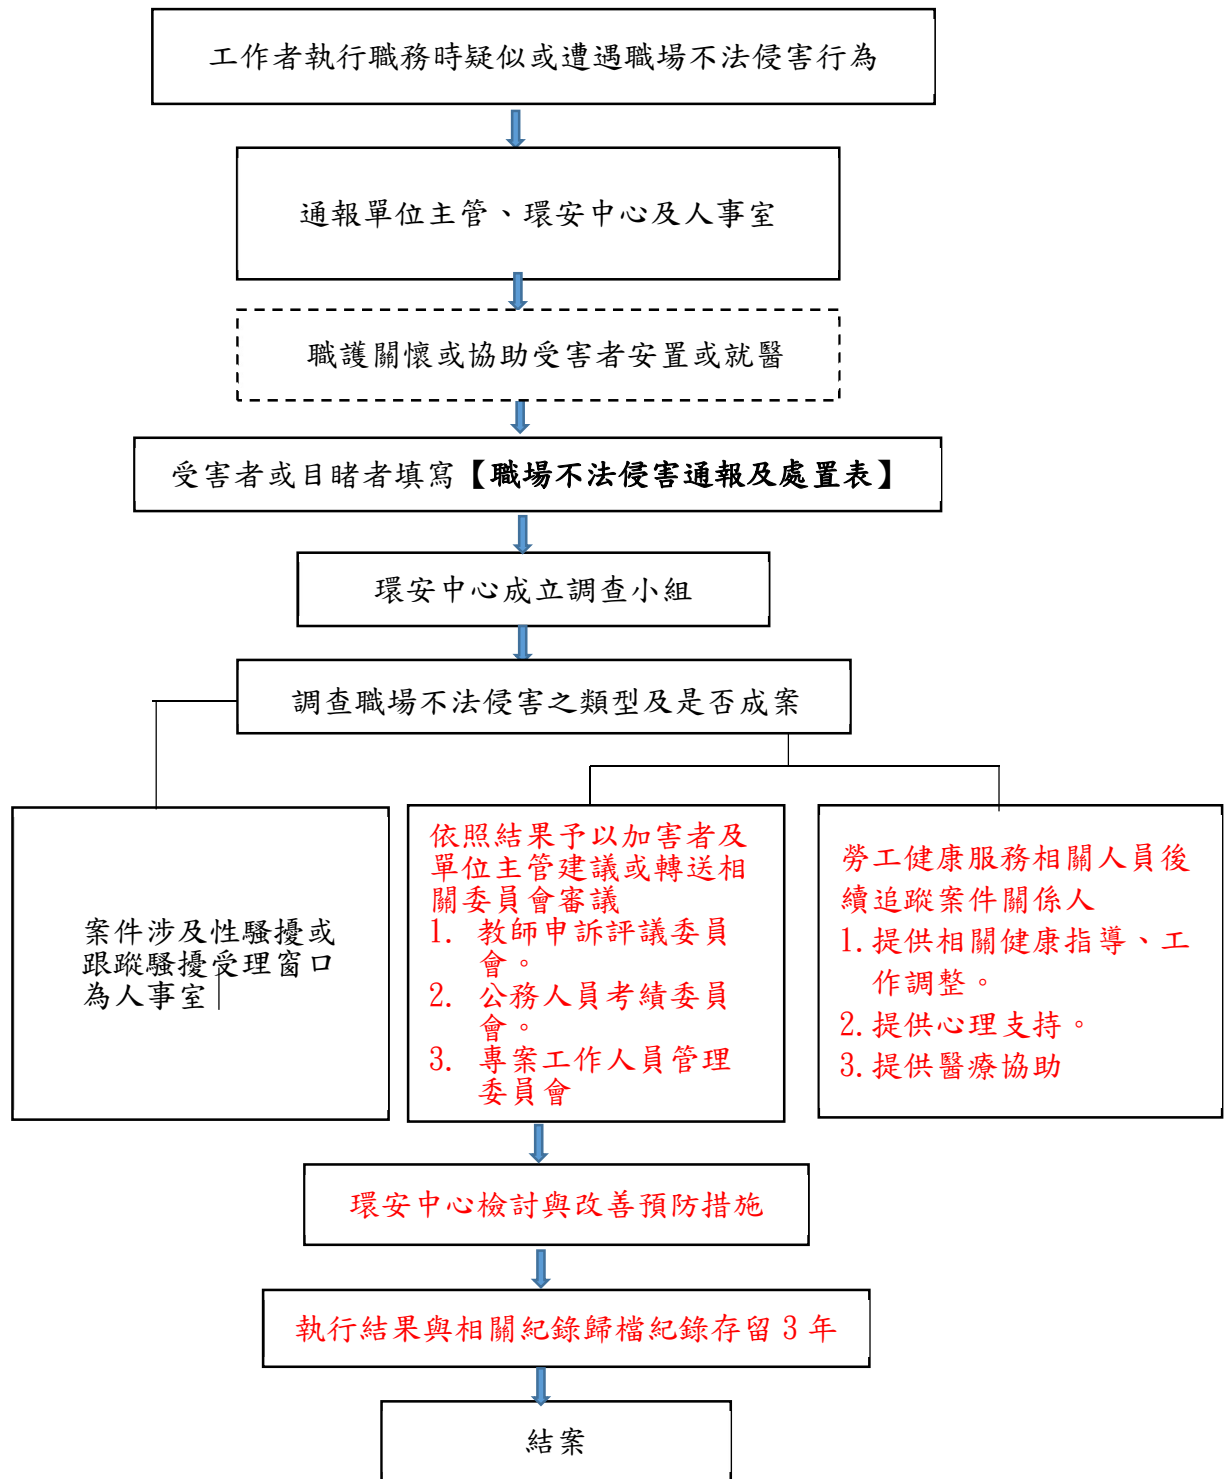 工作者執行職務時疑似或遭遇職場不法侵害行為
通報單位主管、環安中心及人事室
職護關懷或協助受害者安置或就醫
受害者或目睹者填寫【職場不法侵害通報及處置表】
環安中心成立調查小組
調查職場不法侵害之類型及是否成案
案件涉及性騷擾或
跟蹤騷擾受理窗口
為人事室
依照結果予以加害者及
單位主管建議或轉送相
關委員會審議
1. 教師申訴評議委員
會。
2. 公務人員考績委員
會。
3. 專案工作人員管理
委員會
勞工健康服務相關人員後
續追蹤案件關係人
1.提供相關健康指導、工
作調整。
2.提供心理支持。
3.提供醫療協助
環安中心檢討與改善預防措施
執行結果與相關紀錄歸檔紀錄存留 3 年
結案